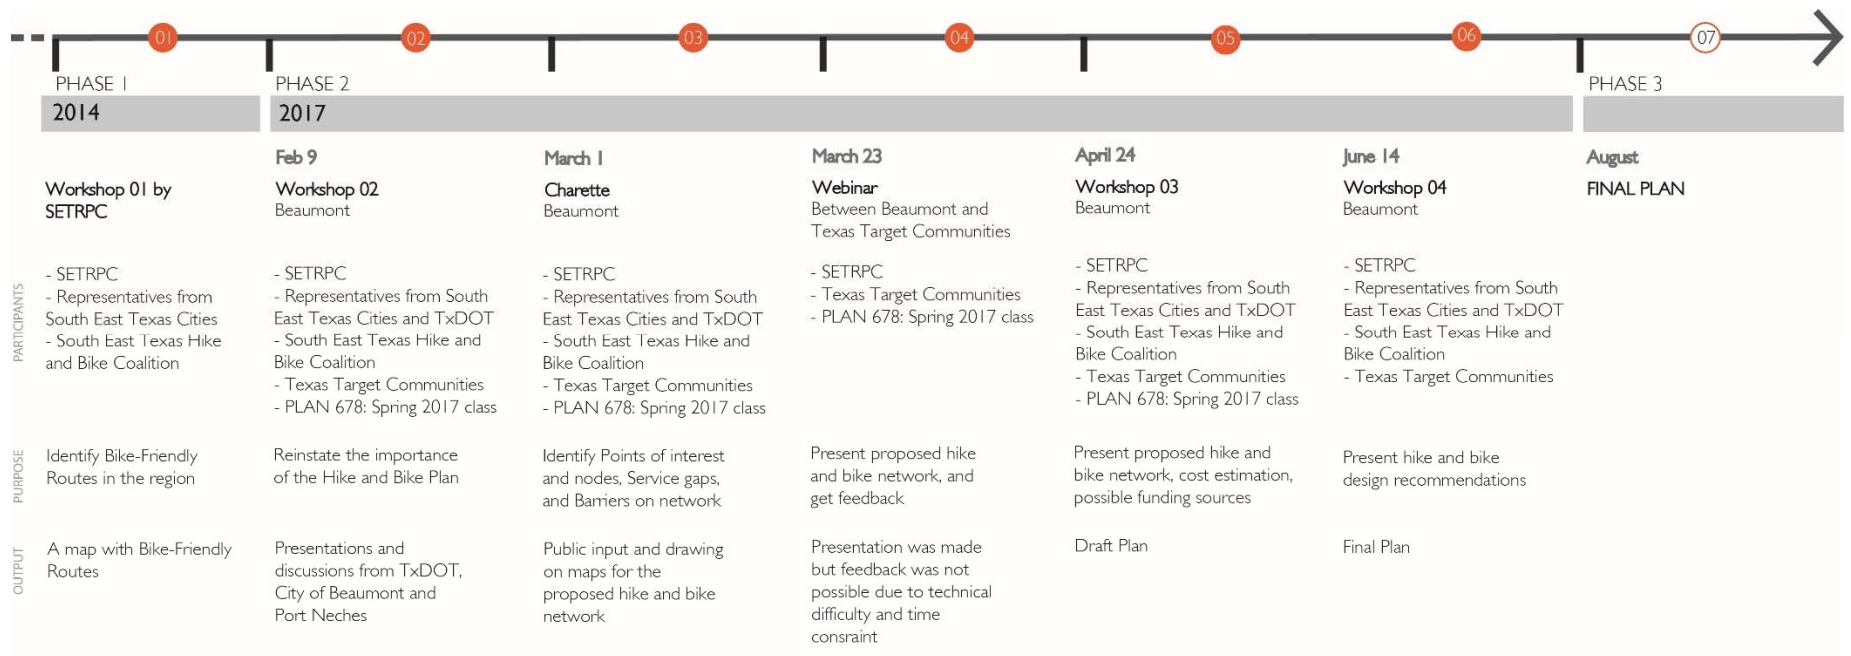 01
02
03
04
05
06
07
PHASE 1
PHASE 2
PHASE 3
2014
2017
Workshop 01 by
SETRPC
- SETRPC
- Representatives from
South East Texas Cities
- South East Texas Hike
and Bike Coalition
Identify Bike-Friendly
Routes in the region
A map with Bike-Friendly
Routes
Feb 9
Workshop 02
Beaumont
- SETRPC
- Representatives from South
East Texas Cities and TxDOT
- South East Texas Hike and
Bike Coalition
- Texas Target Communities
- PLAN 678: Spring 2017 class
Reinstate the importance
of the Hike and Bike Plan
Presentations and
discussions from TxDOT,
City of Beaumont and
Port Neches
March 1
Charette
Beaumont
- SETRPC
- Representatives from South
East Texas Cities and TxDOT
- South East Texas Hike and
Bike Coalition
- Texas Target Communities
- PLAN 678: Spring 2017 class
Identify Points of interest
and nodes, Service gaps,
and Barriers on network
Public input and drawing
on maps for the
proposed hike and bike
network
March 23
Webinar
Between Beaumont and
Texas Target Communities
- SETRPC
- Texas Target Communities
- PLAN 678: Spring 2017 class
Present proposed hike
and bike network, and
get feedback
Presentation was made
but feedback was not
possible due to technical
difficulty and time
consraint
April 24
Workshop 03
Beaumont
- SETRPC
- Representatives from South
East Texas Cities and TxDOT
- South East Texas Hike and
Bike Coalition
- Texas Target Communities
- PLAN 678: Spring 2017 class
Present proposed hike and
bike network, cost estimation,
possible funding sources
Draft Plan
June 14
Workshop 04
Beaumont
- SETRPC
- Representatives from South
East Texas Cities and TxDOT
- South East Texas Hike and
Bike Coalition
- Texas Target Communities
Present hike and bike
design recommendations
Final Plan
August
FINAL PLAN
PARTICIPANTS
PURPOSE
OUTPUT